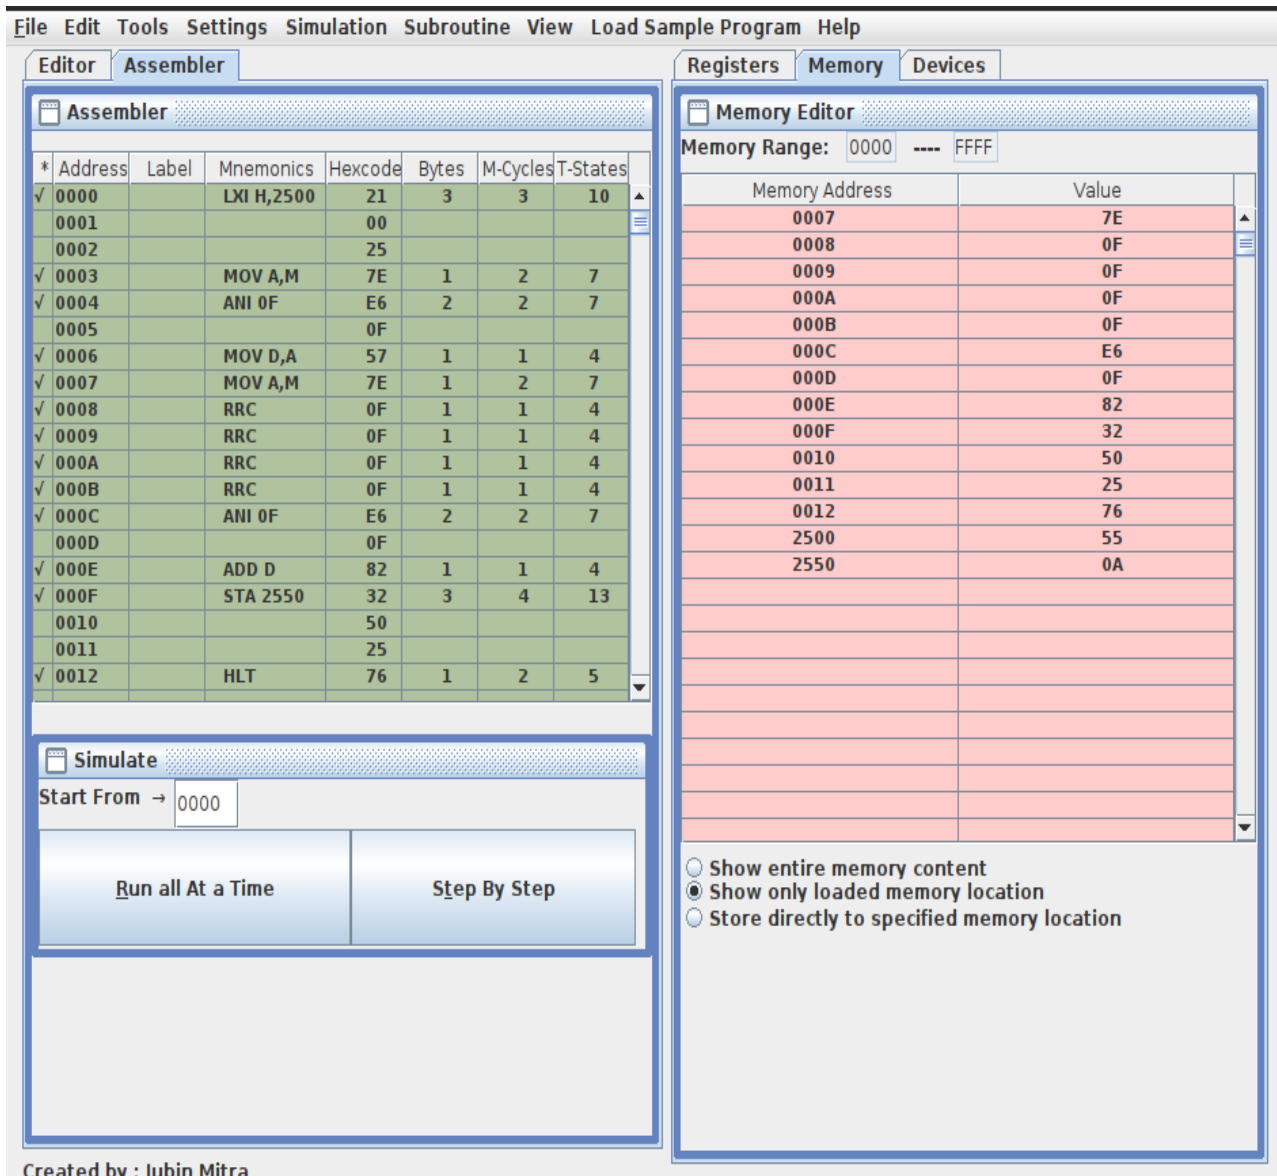 File Edit Tools Settings Simulation Subroutine View Load Sample Program Help
Editor Assembler
Assembler
* Address Label Mnemonics Hexcode Bytes M-Cycles T-States
√ 0000 LXI H,2500 21 3 3 10
0001 00
0002 25
√ 0003 MOV A,M 7E 1 2 7
√ 0004 ANI 0F E6 2 2 7
0005 0F
√ 0006 MOV D,A 57 1 1 4
√ 0007 MOV A,M 7E 1 2 7
√ 0008 RRC 0F 1 1 4
√ 0009 RRC 0F 1 1 4
√ 000A RRC 0F 1 1 4
√ 000B RRC 0F 1 1 4
√ 000C ANI 0F E6 2 2 7
000D 0F
√ 000E ADD D 82 1 1 4
√ 000F STA 2550 32 3 4 13
0010 50
0011 25
√ 0012 HLT 76 1 2 5
Simulate
Start From → 0000
Run all At a Time Step By Step
Registers Memory Devices
Memory Editor
Memory Range: 0000 ---- FFFF
Memory Address Value
0007 7E
0008 0F
0009 0F
000A 0F
000B 0F
000C E6
000D 0F
000E 82
000F 32
0010 50
0011 25
0012 76
2500 55
2550 0A
Show entire memory content
Show only loaded memory location
Store directly to specified memory location
Created by : Jubin Mitra